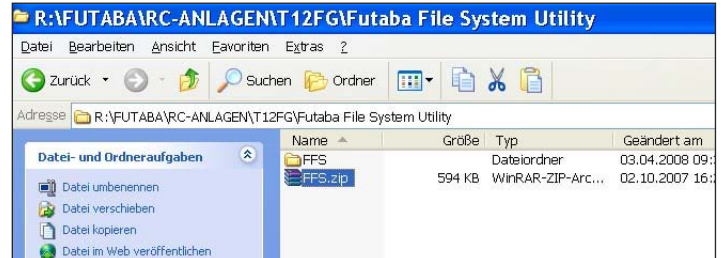 R:\FUTABA\RC-ANLAGEN\T12FG\Futaba File System Utility
Datei Bearbeiten Ansicht Favoriten Extras ?
Zurück Suchen Ordner
Adresse R:\FUTABA\RC-ANLAGEN\T12FG\Futaba File System Utility
Name Größe Typ Geändert am
Datei- und Ordneraufgaben
FFS Dateiordner 03.04.2008 09:
FFS.zip 594 KB WinRAR-ZIP-Arc... 02.10.2007 16:
Datei umbenennen
Datei verschieben
Datei kopieren
Datei im Web veröffentlichen